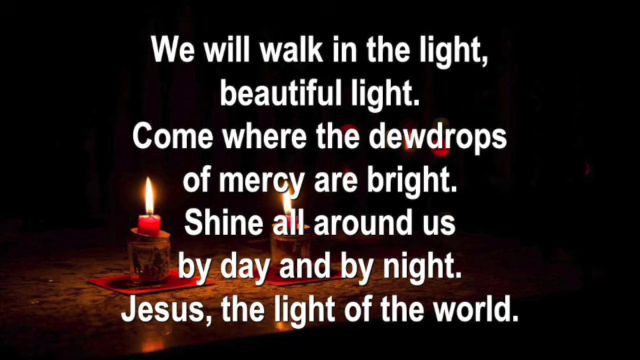 We will walk in the light,
beautiful light.
Come where the dewdrops
of mercy are bright.
Shine all around us
by day and by night.
Jesus, the light of the world.